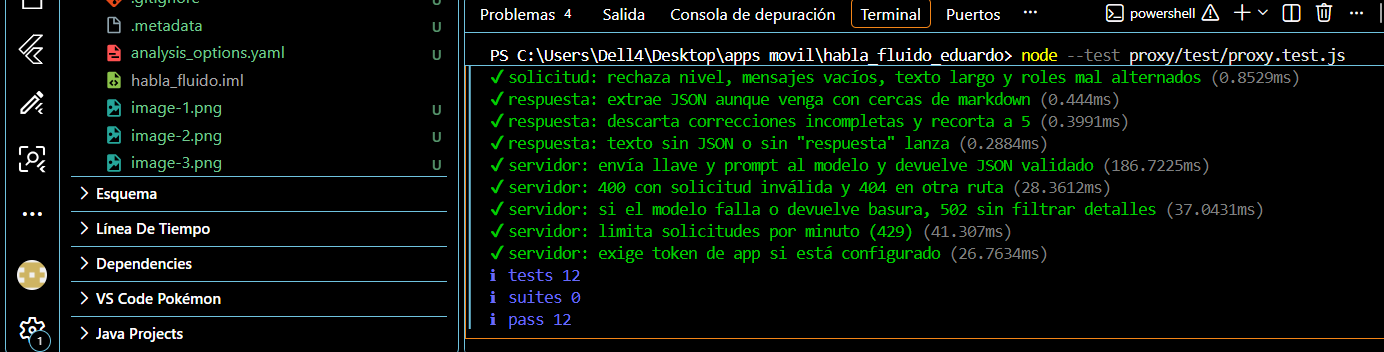 .gitignore
.metadata
analysis_options.yaml U
habla_fluido.iml
image-1.png U
image-2.png U
image-3.png U
Esquema
Línea De Tiempo
Dependencies
VS Code Pokémon
Java Projects
1
Problemas 4 Salida Consola de depuración Terminal Puertos ··· powershell
PS C:\Users\Dell4\Desktop\apps movil\habla_fluido_eduardo> node --test proxy/test/proxy.test.js
✔ solicitud: rechaza nivel, mensajes vacíos, texto largo y roles mal alternados (0.8529ms)
✔ respuesta: extrae JSON aunque venga con cercas de markdown (0.444ms)
✔ respuesta: descarta correcciones incompletas y recorta a 5 (0.3991ms)
✔ respuesta: texto sin JSON o sin "respuesta" lanza (0.2884ms)
✔ servidor: envía llave y prompt al modelo y devuelve JSON validado (186.7225ms)
✔ servidor: 400 con solicitud inválida y 404 en otra ruta (28.3612ms)
✔ servidor: si el modelo falla o devuelve basura, 502 sin filtrar detalles (37.0431ms)
✔ servidor: limita solicitudes por minuto (429) (41.307ms)
✔ servidor: exige token de app si está configurado (26.7634ms)
ℹ tests 12
ℹ suites 0
ℹ pass 12